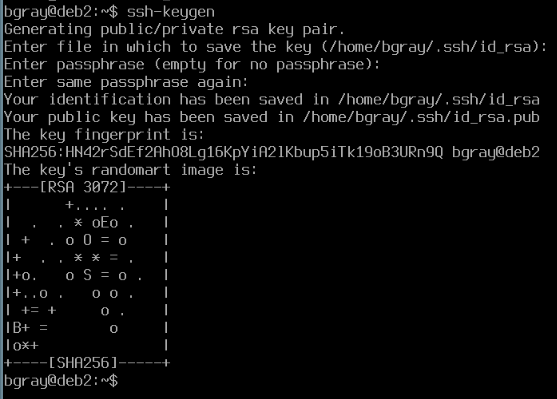 bgray@deb2:~$ ssh-keygen
Generating public/private rsa key pair.
Enter file in which to save the key (/home/bgray/.ssh/id_rsa):
Enter passphrase (empty for no passphrase):
Enter same passphrase again:
Your identification has been saved in /home/bgray/.ssh/id_rsa
Your public key has been saved in /home/bgray/.ssh/id_rsa.pub
The key fingerprint is:
SHA256:HN42rSdEf2AhO8Lg16KpYiA2lKbup5iTk19oB3URn9Q bgray@deb2
The key's randomart image is:
+---[RSA 3072]----+
|      +.... .    |
|  .  . * oEo .   |
| +  . o O = o    |
|+  . . * * = .   |
|+o.   o S = o .  |
|+..o .   o o .   |
| += +     o .    |
|B+ =       o     |
|o*+              |
+----[SHA256]-----+
bgray@deb2:~$